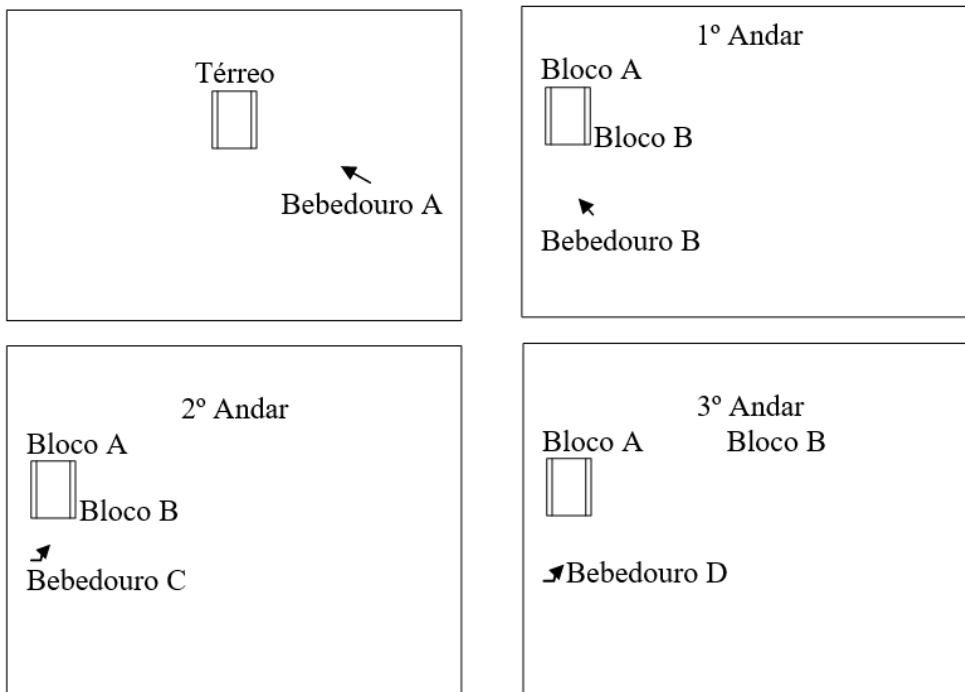 Térreo
Bebedouro A
1º Andar
Bloco A
Bloco B
Bebedouro B
2º Andar
Bloco A
Bloco B
Bebedouro C
3º Andar
Bloco A Bloco B
Bebedouro D